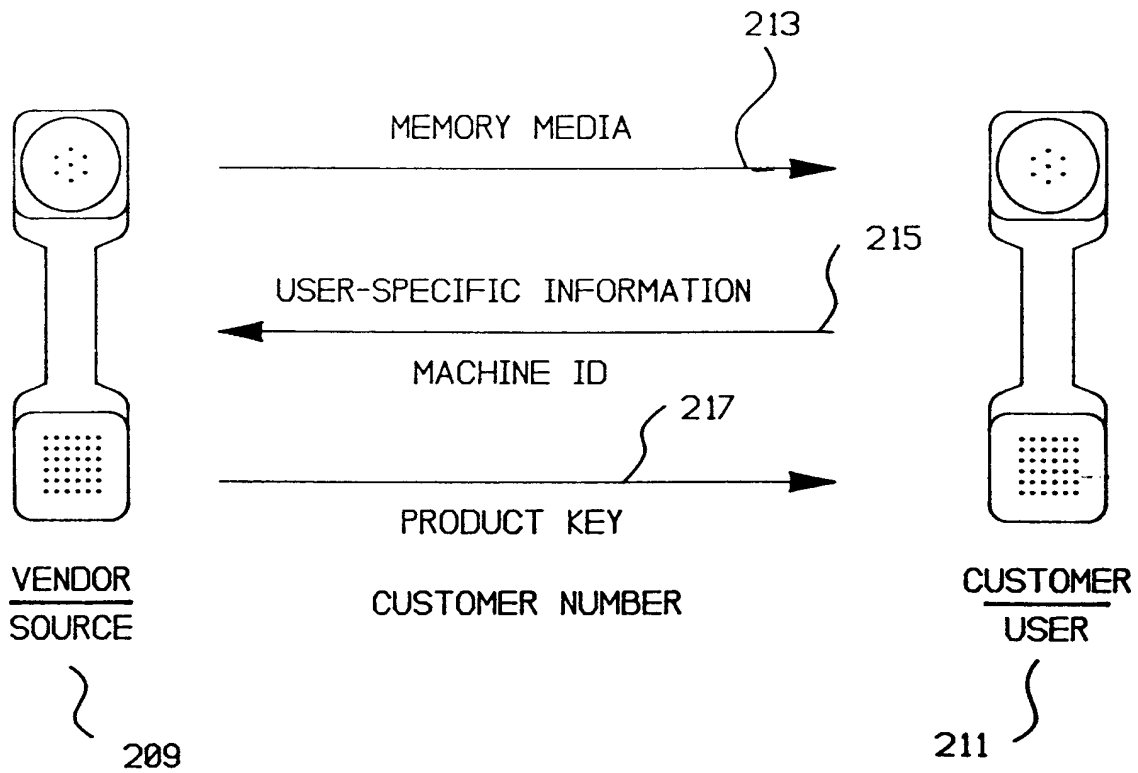 213
MEMORY MEDIA
215
USER-SPECIFIC INFORMATION
MACHINE ID
217
PRODUCT KEY
VENDOR
SOURCE
CUSTOMER NUMBER
CUSTOMER
USER
209
211